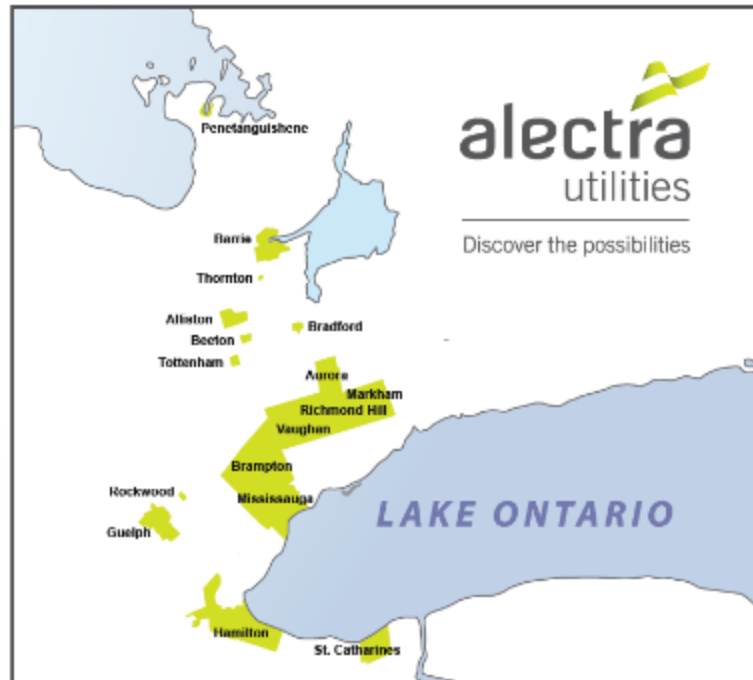 Penetanguishene
alectra
utilities
Discover the possibilities
Barrie
Thornton
Alliston
Bradford
Beeton
Tottenham
Aurora
Markham
Richmond Hill
Vaughan
Brampton
Rockwood
Mississauga
LAKE ONTARIO
Guelph
Hamilton
St. Catharines